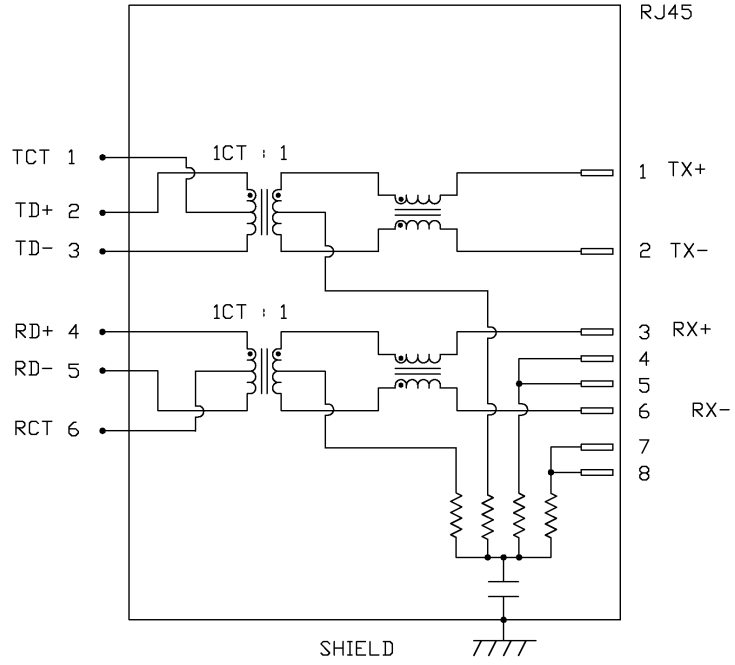 RJ45
TCT 1
1CT : 1
1 TX+
TD+ 2
TD- 3
2 TX-
1CT : 1
RD+ 4
3 RX+
4
RD- 5
5
6 RX-
RCT 6
7
8
SHIELD